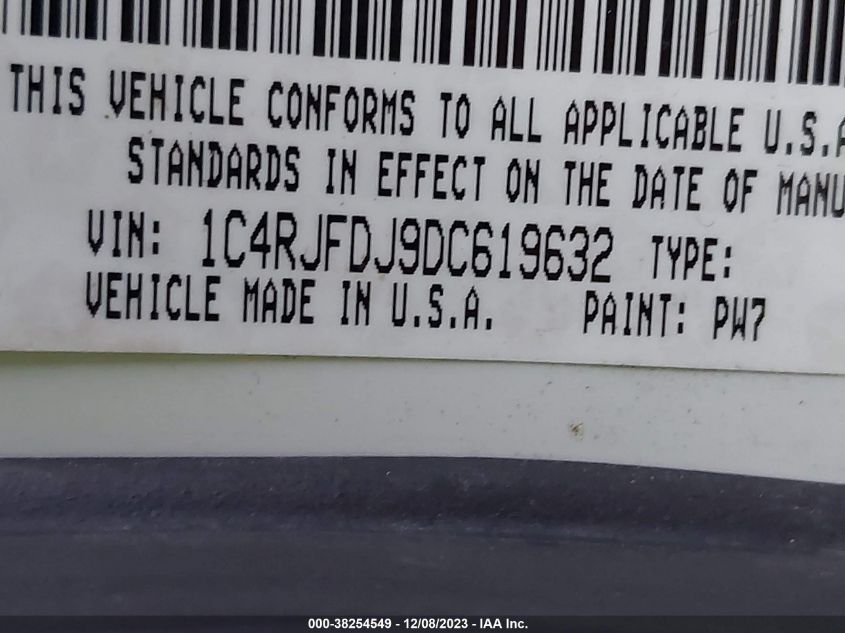 THIS VEHICLE CONFORMS TO ALL APPLICABLE U.S.A
STANDARDS IN EFFECT ON THE DATE OF MANU
VIN: 1C4RJFDJ9DC619632 TYPE:
VEHICLE MADE IN U.S.A. PAINT: PW7
000-38254549 - 12/08/2023 - IAA Inc.